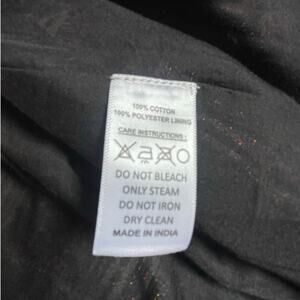 100% COTTON
100% POLYESTER LINING
CARE INSTRUCTIONS :
DO NOT BLEACH
ONLY STEAM
DO NOT IRON
DRY CLEAN
MADE IN INDIA